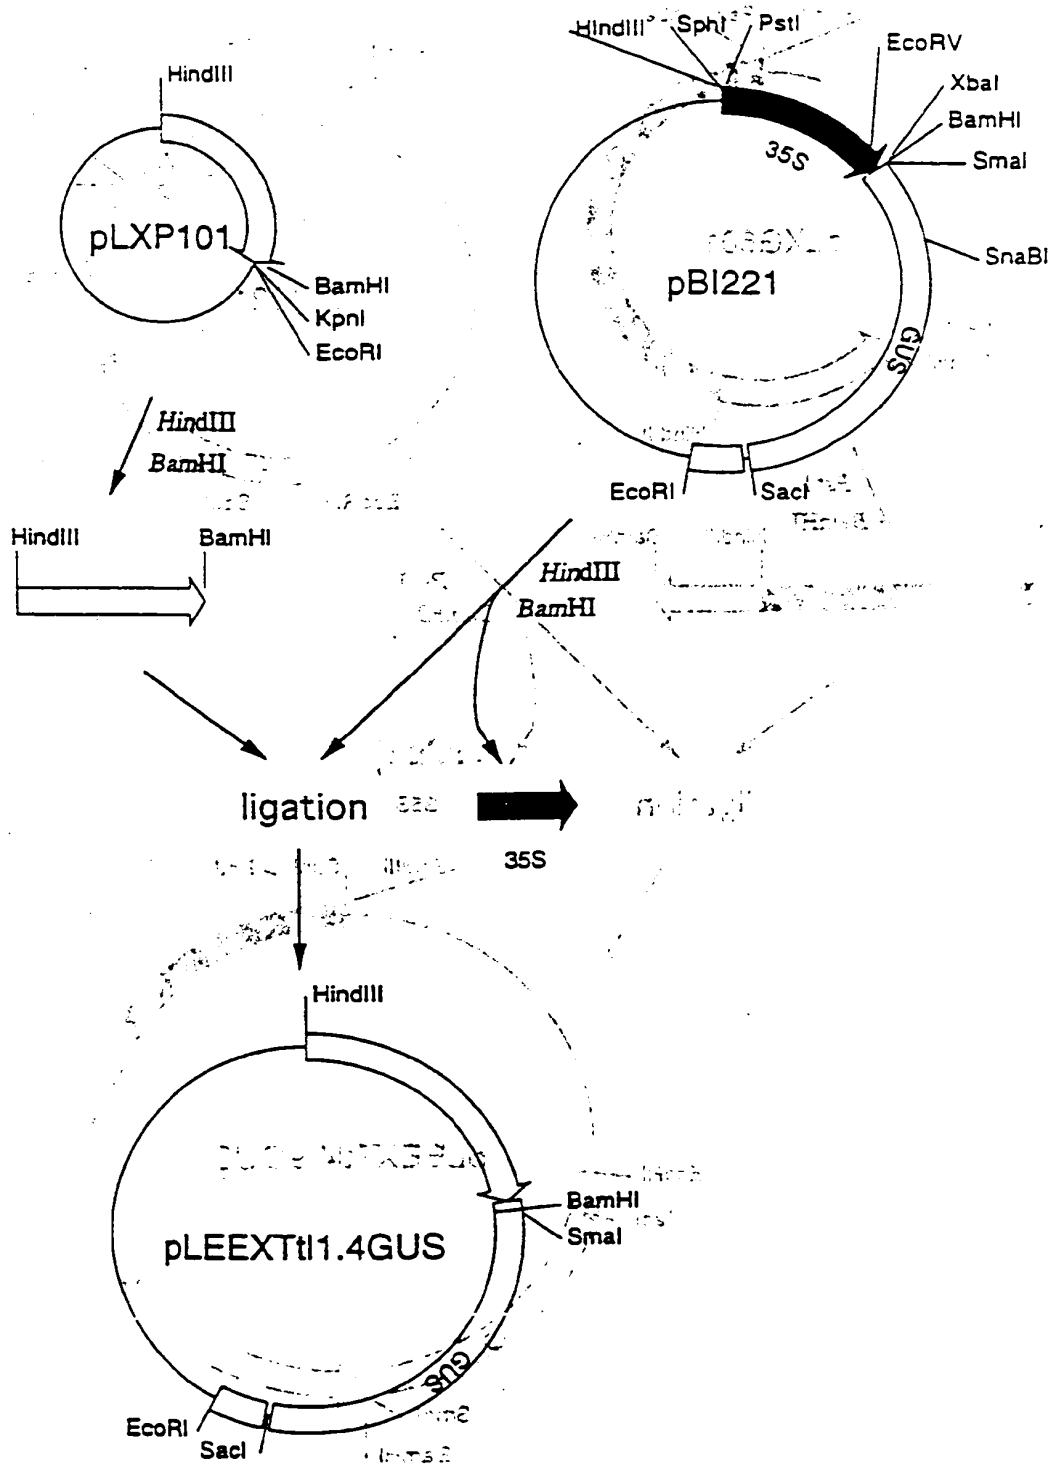 HindIII
pLXP101
BamHI
KpnI
EcoRI
HindIII SphI PstI
EcoRV
XbaI
BamHI
SmaI
35S
SnaBI
pBI221
GUS
EcoRI
SacI
HindIII
BamHI
HindIII
BamHI
HindIII
BamHI
ligation
35S
HindIII
BamHI
SmaI
pLEEXTtl1.4GUS
GUS
EcoRI
SacI